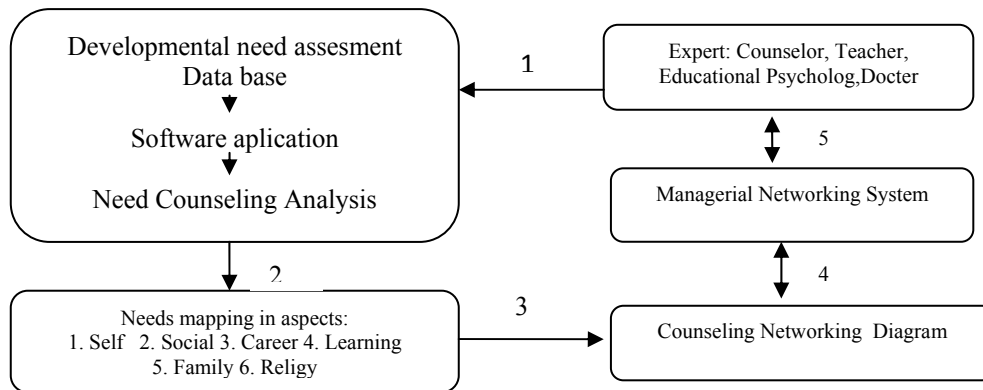 Developmental need assesment
Data base
Software aplication
Need Counseling Analysis
1
Expert: Counselor, Teacher,
Educational Psycholog,Docter
5
Managerial Networking System
4
Counseling Networking Diagram
2
Needs mapping in aspects:
1. Self 2. Social 3. Career 4. Learning
5. Family 6. Religy
3